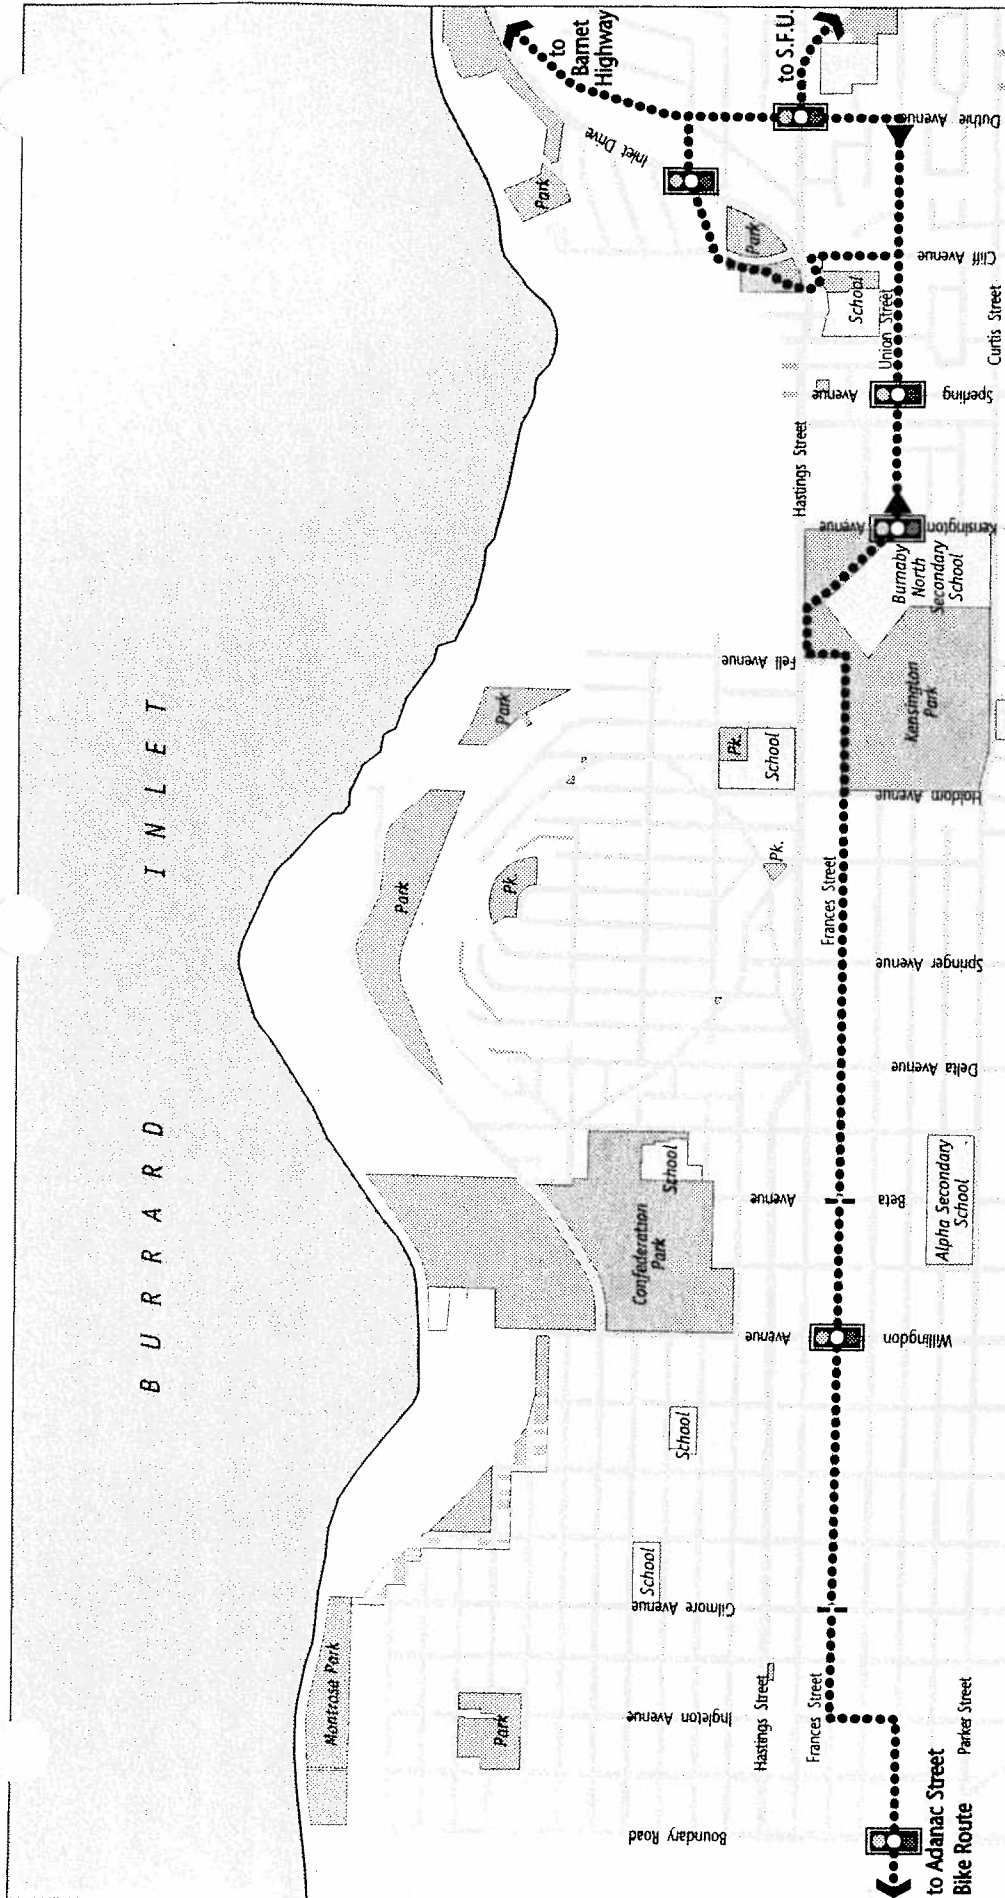 BURRARD INLET
to
Barnet
Highway
to S.F.U.
Inlet Drive
Duthie Avenue
Park
Park
Cliff Avenue
School
Union Street
Curtis Street
Sperling
Avenue
Hastings Street
Kensington
Avenue
Burnaby
North
Secondary
School
Fell Avenue
Kensington
Park
Park
Pk.
School
Holdom Avenue
Park
Pk.
Pk.
Frances Street
Springer Avenue
Delta Avenue
School
Confederation
Park
Avenue
Beta
Alpha Secondary
School
Avenue
Willingdon
School
School
Gilmore Avenue
Montrose Park
Park
Ingleton Avenue
Hastings Street
Frances Street
Parker Street
Boundary Road
to Adanac Street
Bike Route